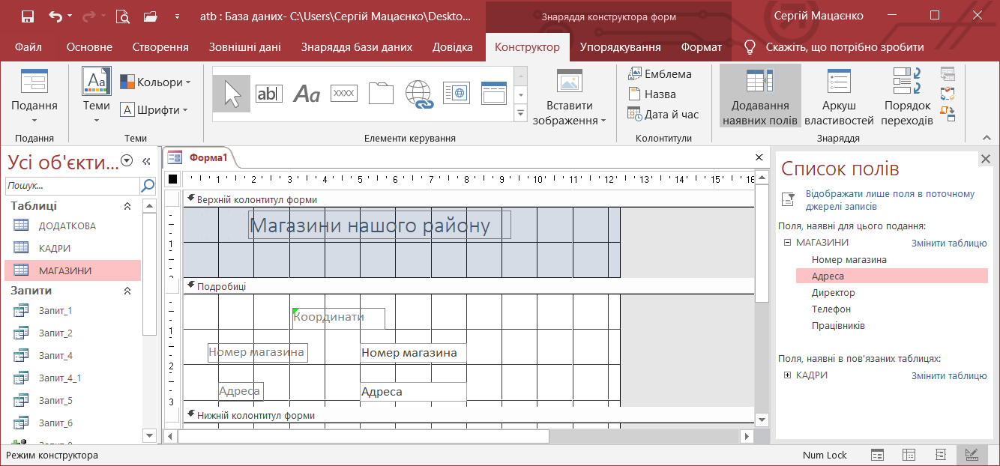 atb : База даних- C:\Users\Сергій Мацаєнко\Deskto...
Знаряддя конструктора форм
Сергій Мацаєнко
Файл Основне Створення Зовнішні дані Знаряддя бази даних Довідка Конструктор Упорядкування Формат Скажіть, що потрібно зробити
Подання
Подання
Aa
Теми
Кольори
A Шрифти
Теми
ab|
Aa
XXXX
Елементи керування
Вставити
зображення
Емблема
Назва
Дата й час
Колонтитули
Додавання
наявних полів
Аркуш
властивостей
Порядок
переходів
Знаряддя
Усі об'єкти...
Пошук...
Таблиці
ДОДАТКОВА
КАДРИ
МАГАЗИНИ
Запити
Запит_1
Запит_2
Запит_4
Запит_4_1
Запит_5
Запит_6
Форма1
1 2 3 4 5 6 7 8 9 10 11 12 13 14 15 16
Верхній колонтитул форми
Магазини нашого району
1
Подробиці
Координати
1
Номер магазина Номер магазина
2
Адреса Адреса
3
Нижній колонтитул форми
Список полів
Відображати лише поля в поточному
джерелі записів
Поля, наявні для цього подання:
МАГАЗИНИ Змінити таблицю
Номер магазина
Адреса
Директор
Телефон
Працівників
Поля, наявні в пов'язаних таблицях:
КАДРИ Змінити таблицю
Режим конструктора
Num Lock